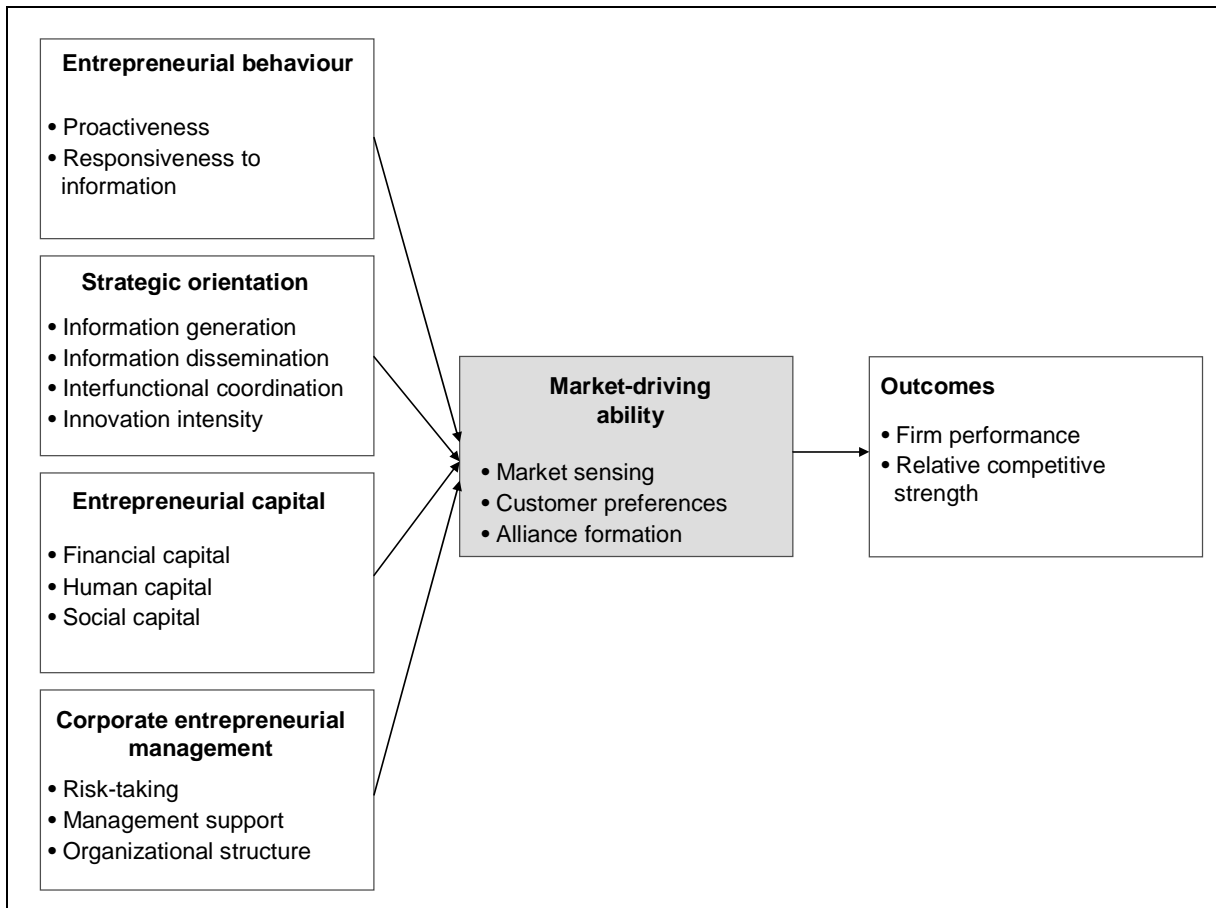 Entrepreneurial behaviour
• Proactiveness
• Responsiveness to
information
Strategic orientation
• Information generation
• Information dissemination
• Interfunctional coordination
• Innovation intensity
Entrepreneurial capital
• Financial capital
• Human capital
• Social capital
Corporate entrepreneurial
management
• Risk-taking
• Management support
• Organizational structure
Market-driving
ability
• Market sensing
• Customer preferences
• Alliance formation
Outcomes
• Firm performance
• Relative competitive
strength